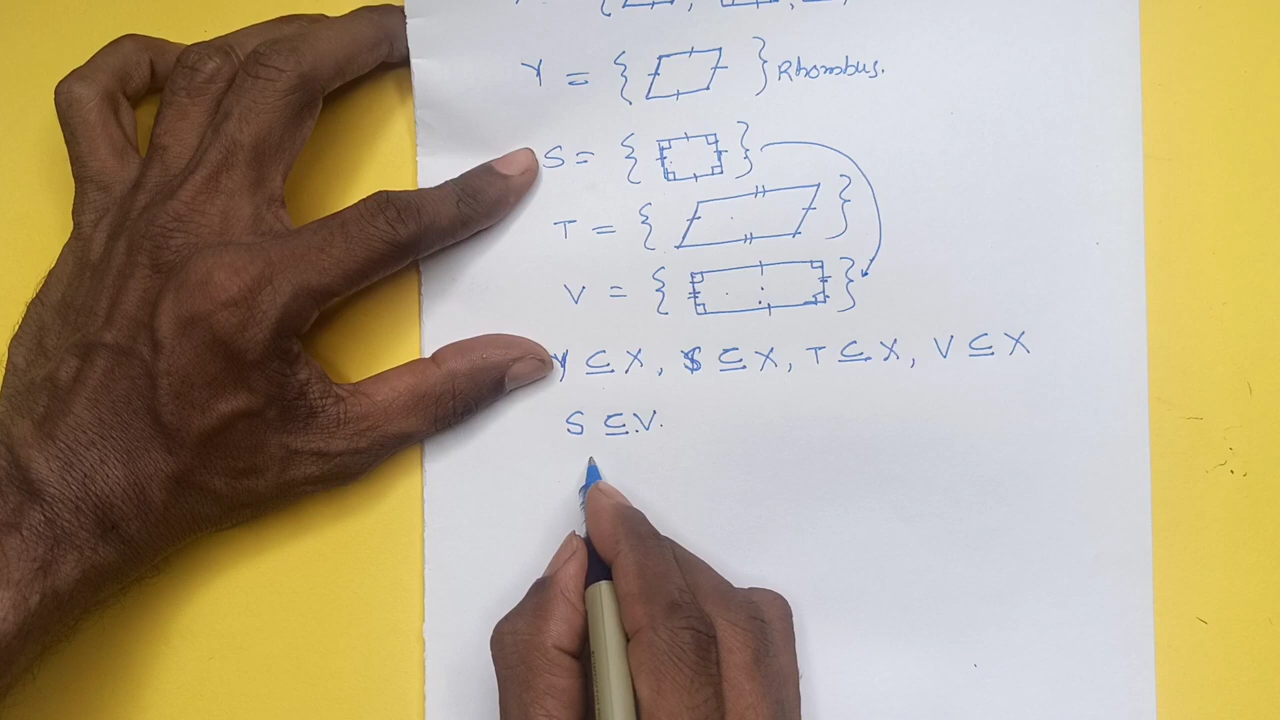 Y = { } Rhombus.
S = { }
T = { }
V = { }
Y ⊆ X, S ⊆ X, T ⊆ X, V ⊆ X
S ⊆ V.